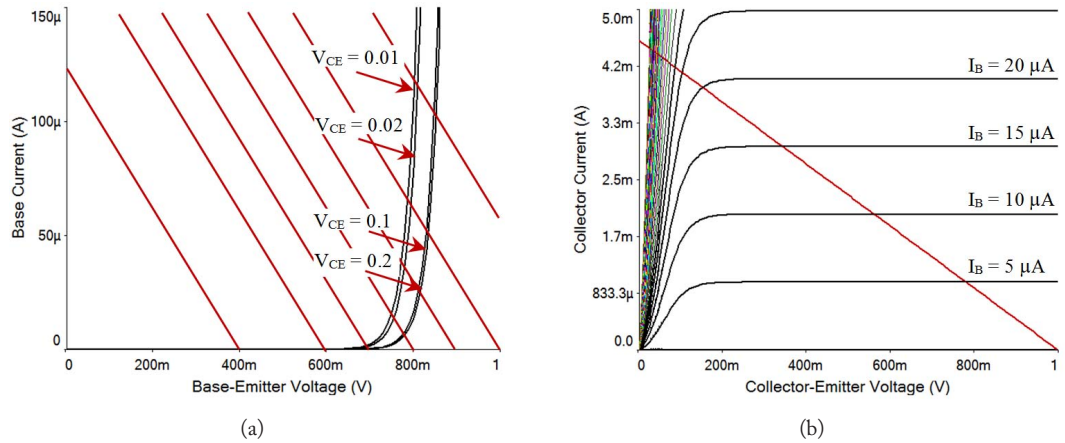 150µ
100µ
50µ
0
Base Current (A)
V_CE = 0.01
V_CE = 0.02
V_CE = 0.1
V_CE = 0.2
0 200m 400m 600m 800m 1
Base-Emitter Voltage (V)
(a)
5.0m
4.2m
3.3m
2.5m
1.7m
833.3µ
0.0
Collector Current (A)
I_B = 20 µA
I_B = 15 µA
I_B = 10 µA
I_B = 5 µA
0 200m 400m 600m 800m 1
Collector-Emitter Voltage (V)
(b)